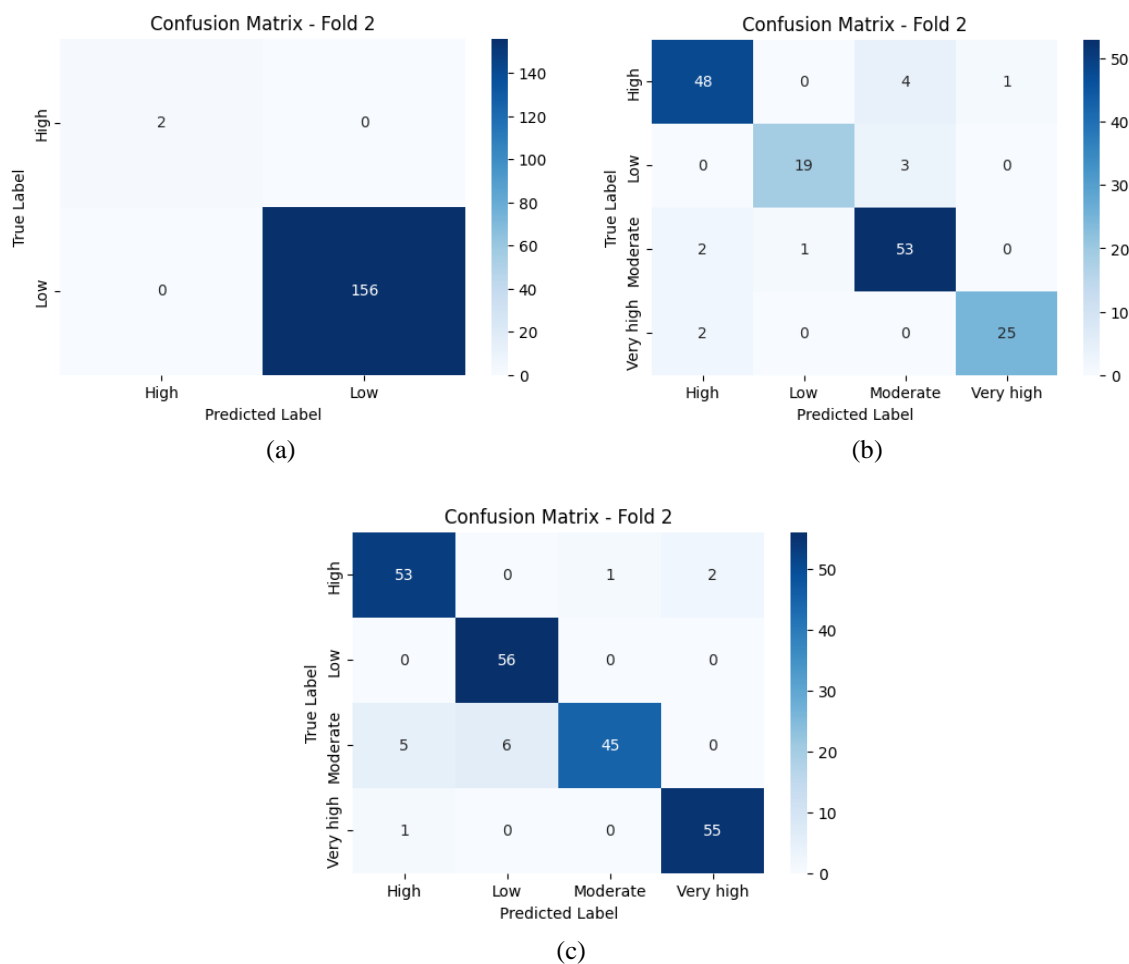 Confusion Matrix - Fold 2
High
2
0
Low
0
156
True Label
High
Low
Predicted Label
140
120
100
80
60
40
20
0
(a)
Confusion Matrix - Fold 2
High
48
0
4
1
Low
0
19
3
0
Moderate
2
1
53
0
Very high
2
0
0
25
True Label
High
Low
Moderate
Very high
Predicted Label
50
40
30
20
10
0
(b)
Confusion Matrix - Fold 2
High
53
0
1
2
Low
0
56
0
0
Moderate
5
6
45
0
Very high
1
0
0
55
True Label
High
Low
Moderate
Very high
Predicted Label
50
40
30
20
10
0
(c)